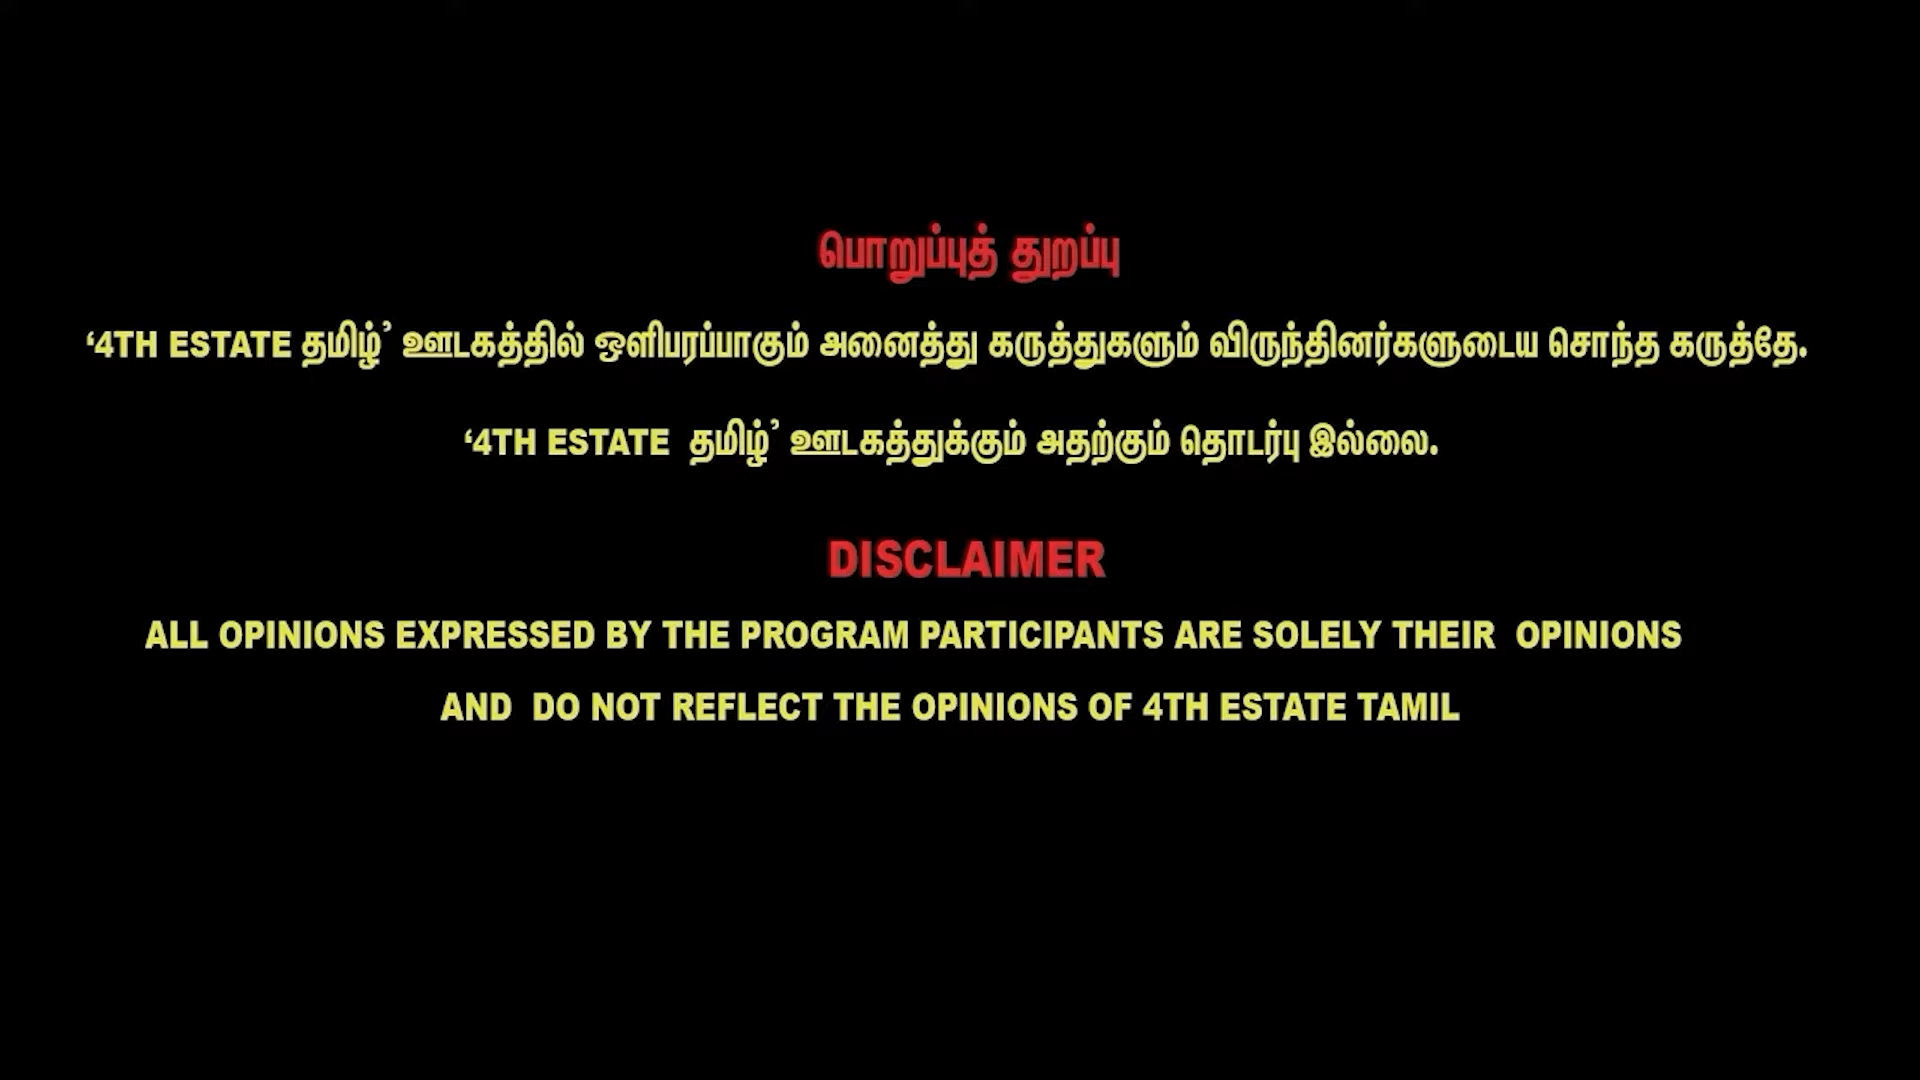 பொறுப்புத் துறப்பு
‘4TH ESTATE தமிழ்’ ஊடகத்தில் ஒளிபரப்பாகும் அனைத்து கருத்துகளும் விருந்தினர்களுடைய சொந்த கருத்தே.
‘4TH ESTATE தமிழ்’ ஊடகத்துக்கும் அதற்கும் தொடர்பு இல்லை.
DISCLAIMER
ALL OPINIONS EXPRESSED BY THE PROGRAM PARTICIPANTS ARE SOLELY THEIR OPINIONS
AND DO NOT REFLECT THE OPINIONS OF 4TH ESTATE TAMIL